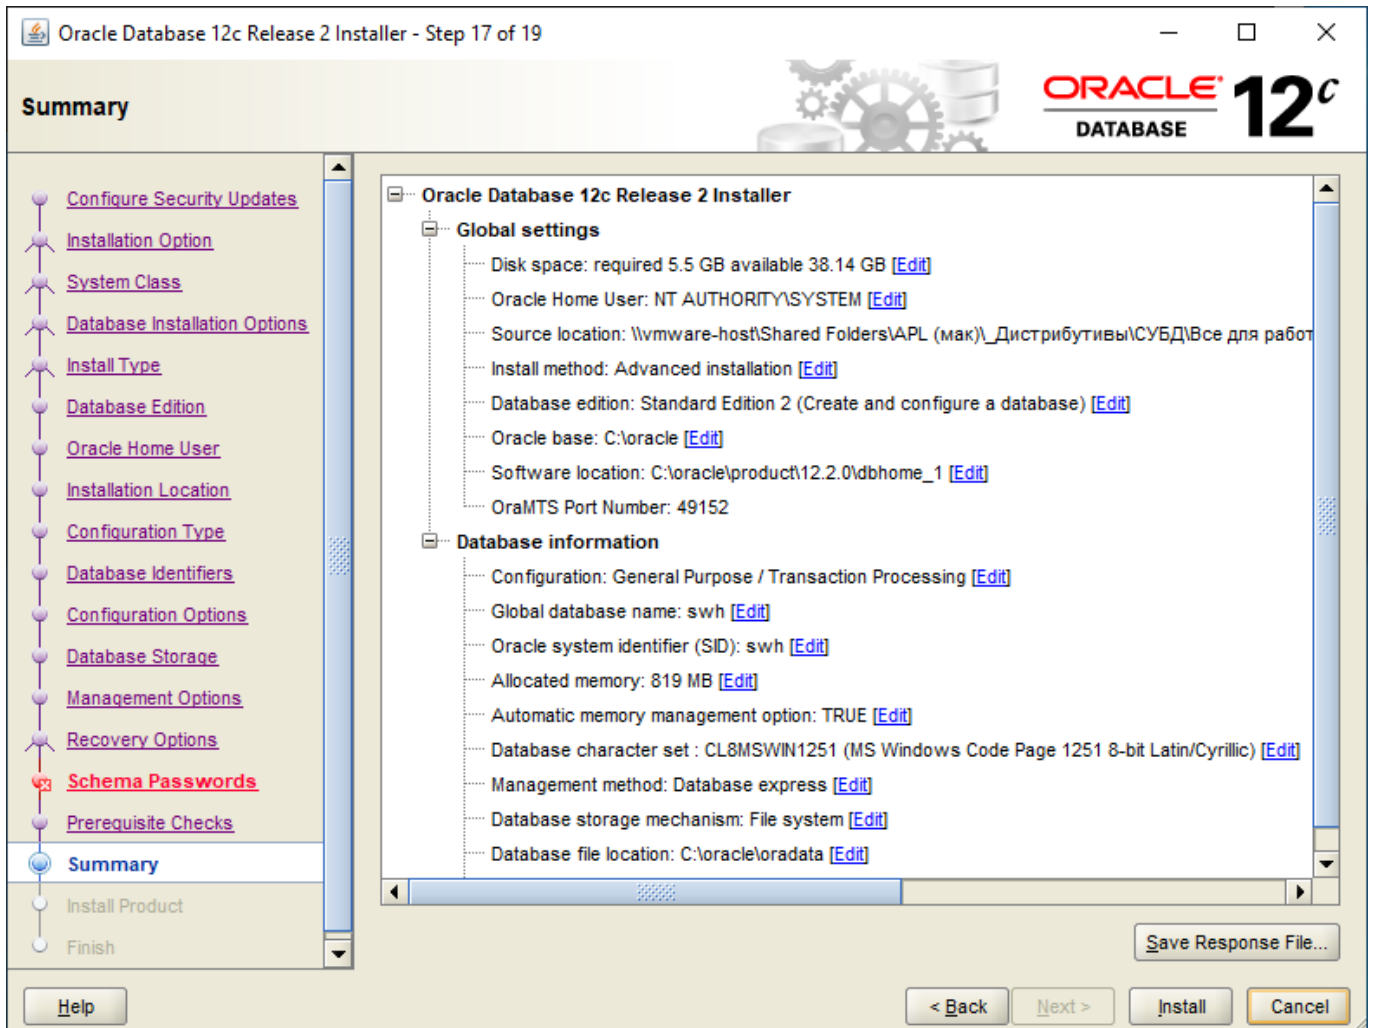 Oracle Database 12c Release 2 Installer - Step 17 of 19
Summary
ORACLE
DATABASE
12c
Configure Security Updates
Installation Option
System Class
Database Installation Options
Install Type
Database Edition
Oracle Home User
Installation Location
Configuration Type
Database Identifiers
Configuration Options
Database Storage
Management Options
Recovery Options
Schema Passwords
Prerequisite Checks
Summary
Install Product
Finish
Oracle Database 12c Release 2 Installer
Global settings
Disk space: required 5.5 GB available 38.14 GB [Edit]
Oracle Home User: NT AUTHORITY\SYSTEM [Edit]
Source location: \\vmware-host\Shared Folders\APL (мак)\_Дистрибутивы\СУБД\Все для работ
Install method: Advanced installation [Edit]
Database edition: Standard Edition 2 (Create and configure a database) [Edit]
Oracle base: C:\oracle [Edit]
Software location: C:\oracle\product\12.2.0\dbhome_1 [Edit]
OraMTS Port Number: 49152
Database information
Configuration: General Purpose / Transaction Processing [Edit]
Global database name: swh [Edit]
Oracle system identifier (SID): swh [Edit]
Allocated memory: 819 MB [Edit]
Automatic memory management option: TRUE [Edit]
Database character set : CL8MSWIN1251 (MS Windows Code Page 1251 8-bit Latin/Cyrillic) [Edit]
Management method: Database express [Edit]
Database storage mechanism: File system [Edit]
Database file location: C:\oracle\oradata [Edit]
Save Response File...
Help
< Back
Next >
Install
Cancel